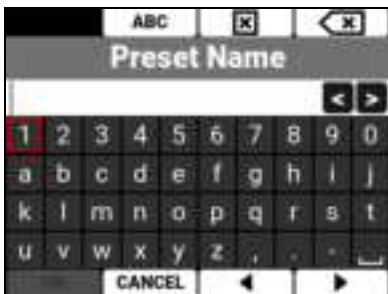 ABC
Preset Name
< >
1 2 3 4 5 6 7 8 9 0
a b c d e f g h i j
k l m n o p q r s t
u v w x y z , . -
CANCEL